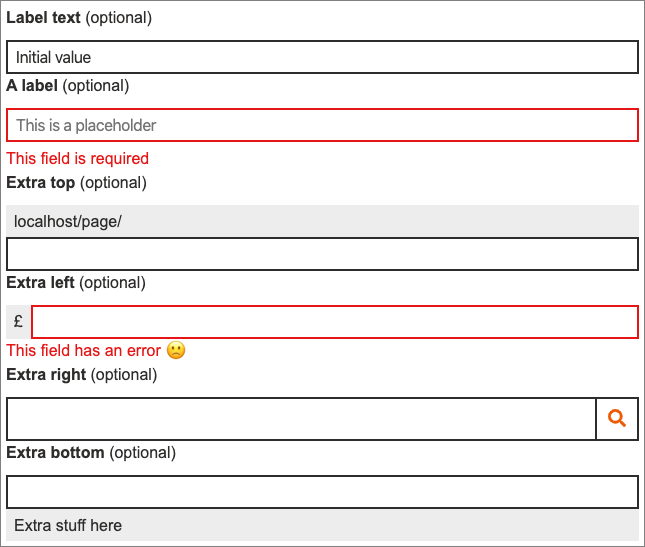 Label text (optional)
Initial value
A label (optional)
This is a placeholder
This field is required
Extra top (optional)
localhost/page/
Extra left (optional)
£
This field has an error 🙁
Extra right (optional)
Extra bottom (optional)
Extra stuff here